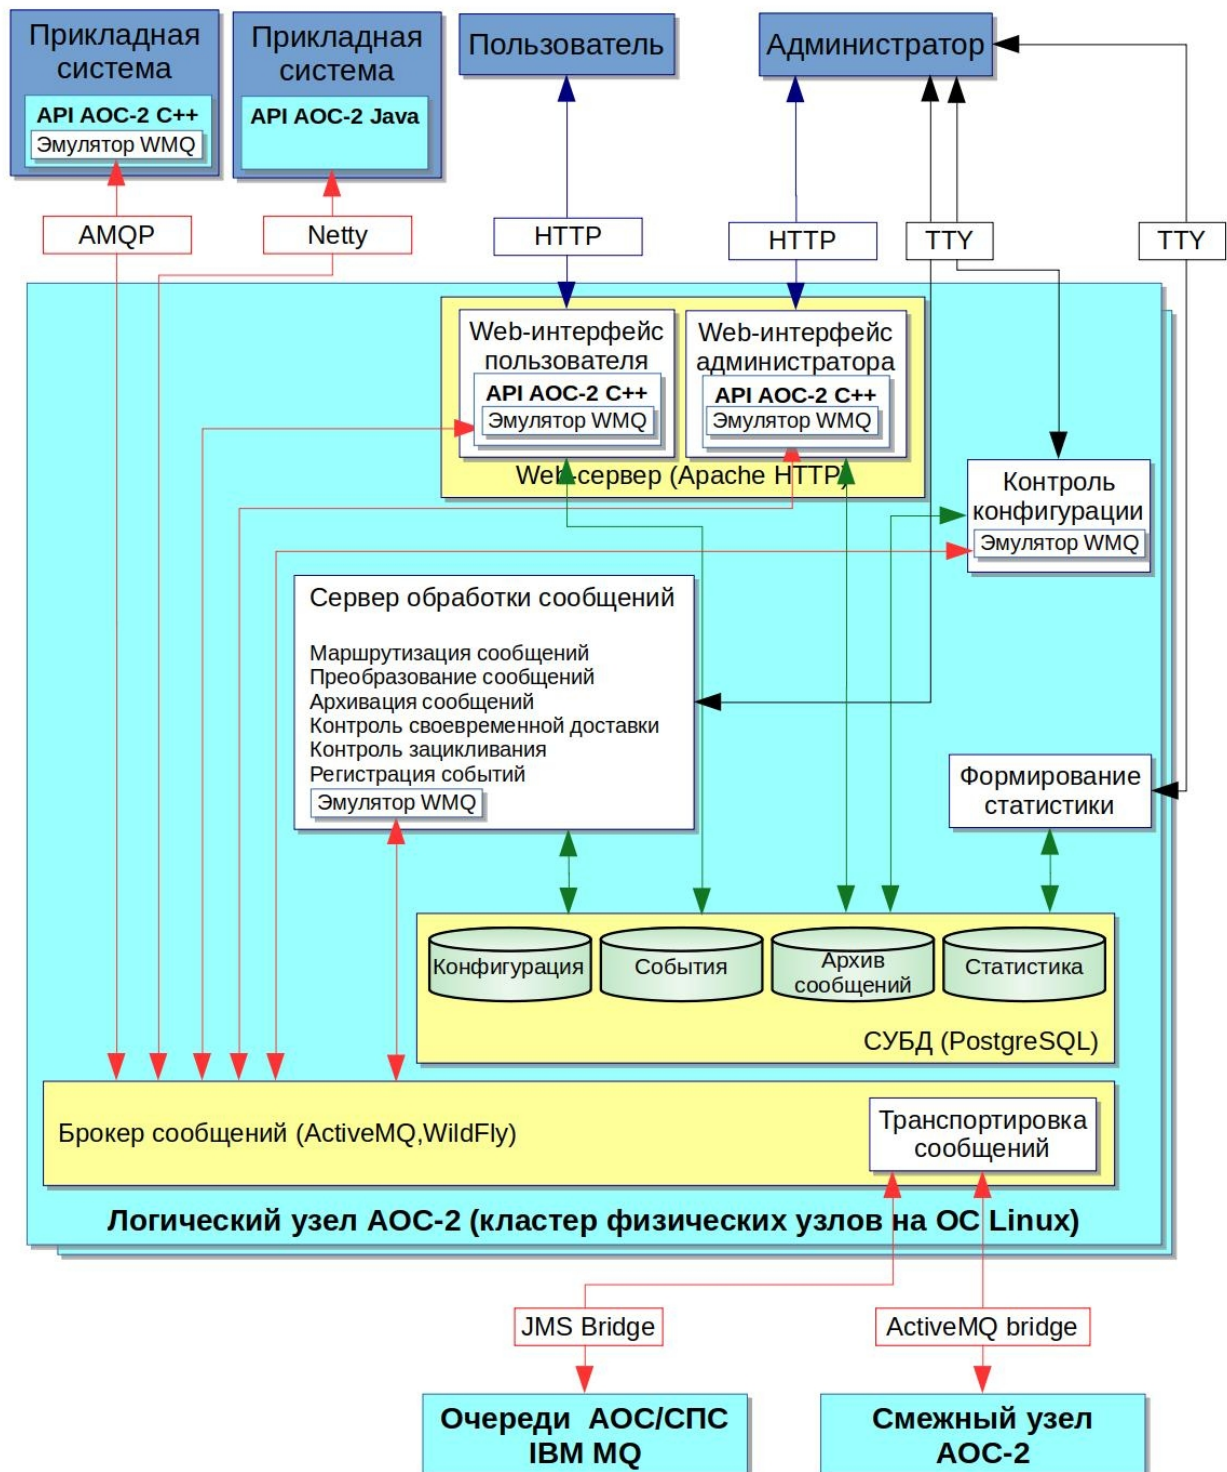 Прикладная
система
API АОС-2 C++
Эмулятор WMQ
Прикладная
система
API АОС-2 Java
Пользователь
Администратор
AMQP
Netty
HTTP
HTTP
TTY
TTY
Web-интерфейс
пользователя
API АОС-2 C++
Эмулятор WMQ
Web-интерфейс
администратора
API АОС-2 C++
Эмулятор WMQ
Web-сервер (Apache HTTP)
Контроль
конфигурации
Эмулятор WMQ
Сервер обработки сообщений
Маршрутизация сообщений
Преобразование сообщений
Архивация сообщений
Контроль своевременной доставки
Контроль зацикливания
Регистрация событий
Эмулятор WMQ
Формирование
статистики
Конфигурация
События
Архив
сообщений
Статистика
СУБД (PostgreSQL)
Брокер сообщений (ActiveMQ,WildFly)
Транспортировка
сообщений
Логический узел АОС-2 (кластер физических узлов на ОС Linux)
JMS Bridge
ActiveMQ bridge
Очереди АОС/СПС
IBM MQ
Смежный узел
АОС-2